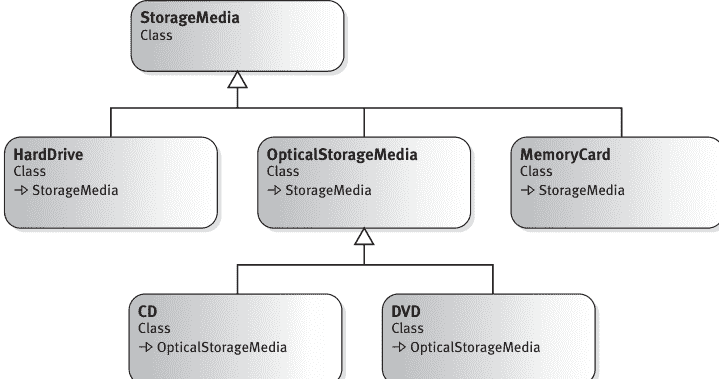 StorageMedia
Class
HardDrive
Class
StorageMedia
OpticalStorageMedia
Class
StorageMedia
MemoryCard
Class
StorageMedia
CD
Class
OpticalStorageMedia
DVD
Class
OpticalStorageMedia